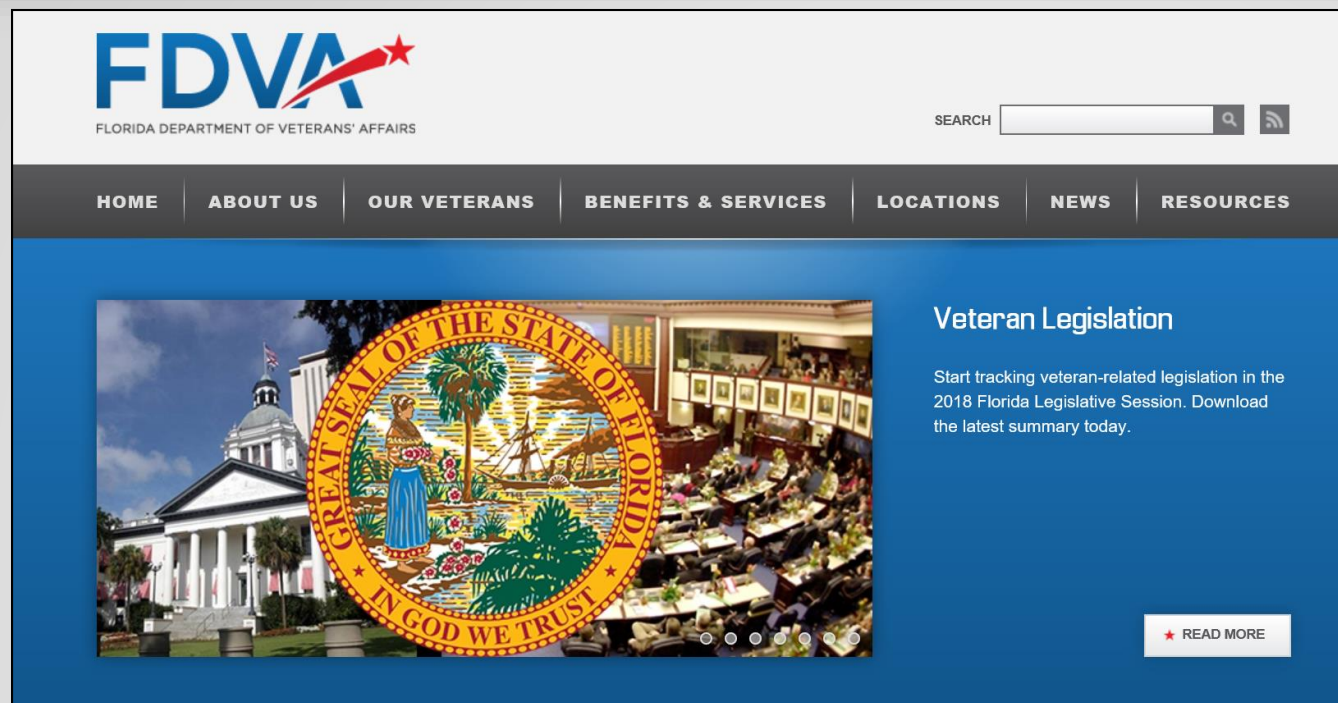 FDVA
FLORIDA DEPARTMENT OF VETERANS' AFFAIRS
SEARCH
HOME
ABOUT US
OUR VETERANS
BENEFITS & SERVICES
LOCATIONS
NEWS
RESOURCES
GREAT SEAL OF THE STATE OF FLORIDA
IN GOD WE TRUST
Veteran Legislation
Start tracking veteran-related legislation in the
2018 Florida Legislative Session. Download
the latest summary today.
READ MORE